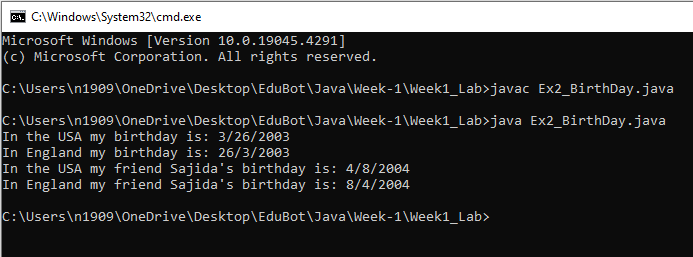 C:\Windows\System32\cmd.exe
Microsoft Windows [Version 10.0.19045.4291]
(c) Microsoft Corporation. All rights reserved.
C:\Users\n1909\OneDrive\Desktop\EduBot\Java\Week-1\Week1_Lab>javac Ex2_BirthDay.java
C:\Users\n1909\OneDrive\Desktop\EduBot\Java\Week-1\Week1_Lab>java Ex2_BirthDay.java
In the USA my birthday is: 3/26/2003
In England my birthday is: 26/3/2003
In the USA my friend Sajida's birthday is: 4/8/2004
In England my friend Sajida's birthday is: 8/4/2004
C:\Users\n1909\OneDrive\Desktop\EduBot\Java\Week-1\Week1_Lab>